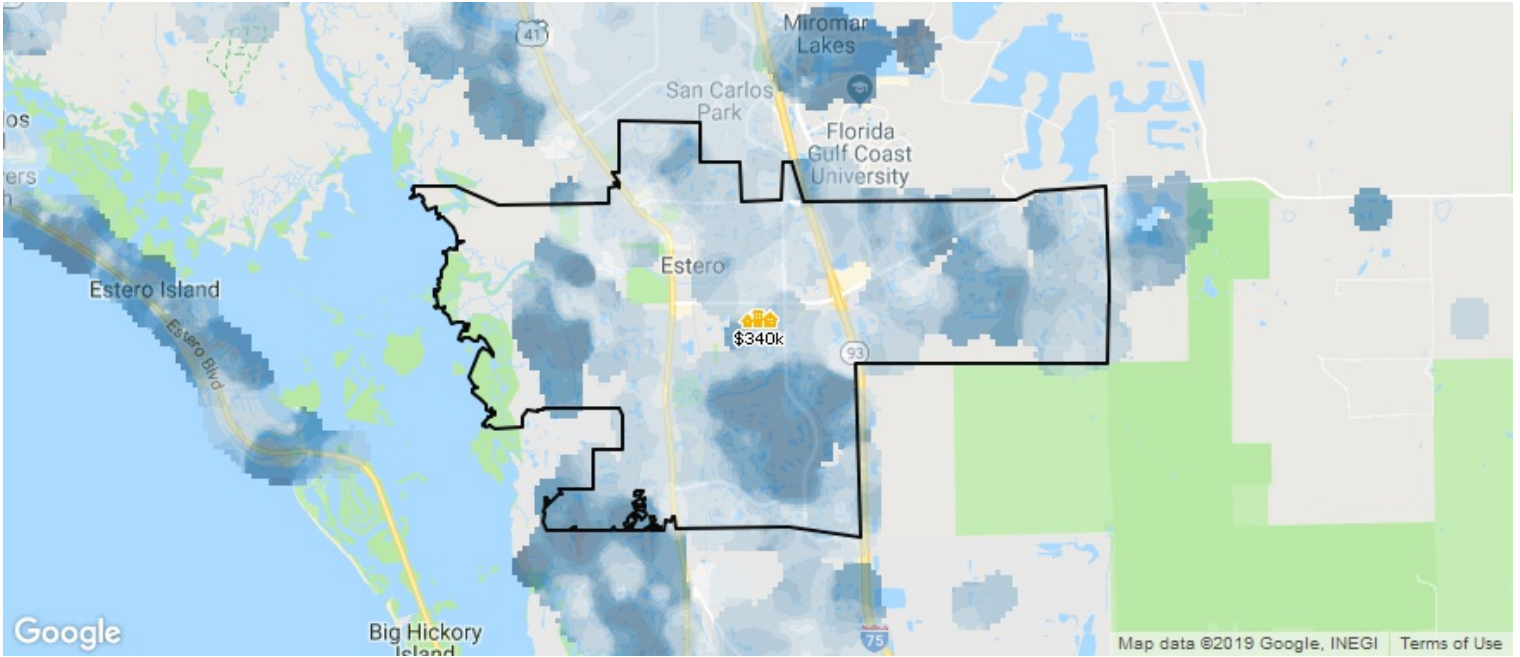 41
Miromar
Lakes
San Carlos
Park
los
Florida
Gulf Coast
University
ers
h
Estero
Estero Island
$340k
Estero Blvd
93
Big Hickory
Island
75
Google
Map data ©2019 Google, INEGI
Terms of Use